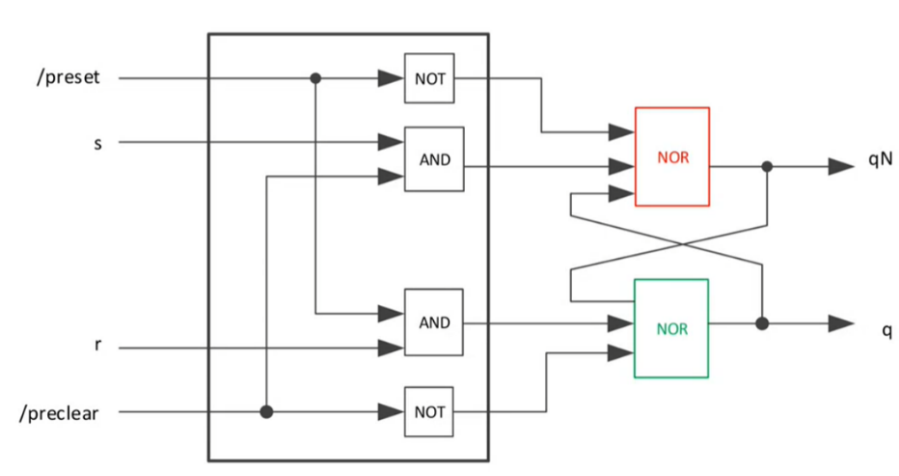 /preset
NOT
s
AND
NOR
qN
AND
NOR
q
r
/preclear
NOT